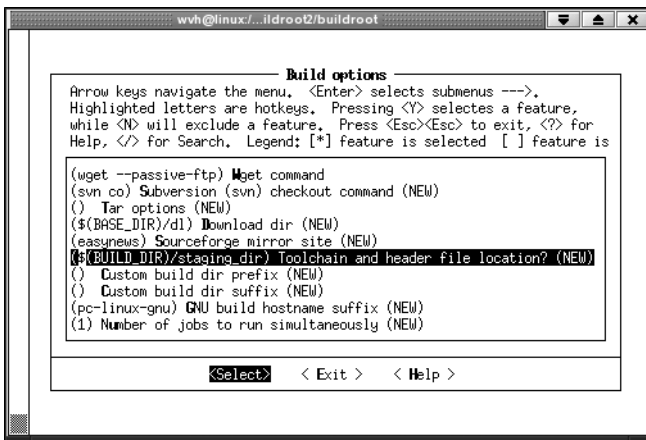 wvh@linux:/...ildroot2/buildroot
Build options
Arrow keys navigate the menu. <Enter> selects submenus --->.
Highlighted letters are hotkeys. Pressing <Y> selectes a feature,
while <N> will exclude a feature. Press <Esc><Esc> to exit, <?> for
Help, </> for Search. Legend: [*] feature is selected [ ] feature is
(wget --passive-ftp) Wget command
(svn co) Subversion (svn) checkout command (NEW)
() Tar options (NEW)
($(BASE_DIR)/dl) Download dir (NEW)
(easynews) Sourceforge mirror site (NEW)
($(BUILD_DIR)/staging_dir) Toolchain and header file location? (NEW)
() Custom build dir prefix (NEW)
() Custom build dir suffix (NEW)
(pc-linux-gnu) GNU build hostname suffix (NEW)
(1) Number of jobs to run simultaneously (NEW)
<Select> < Exit > < Help >